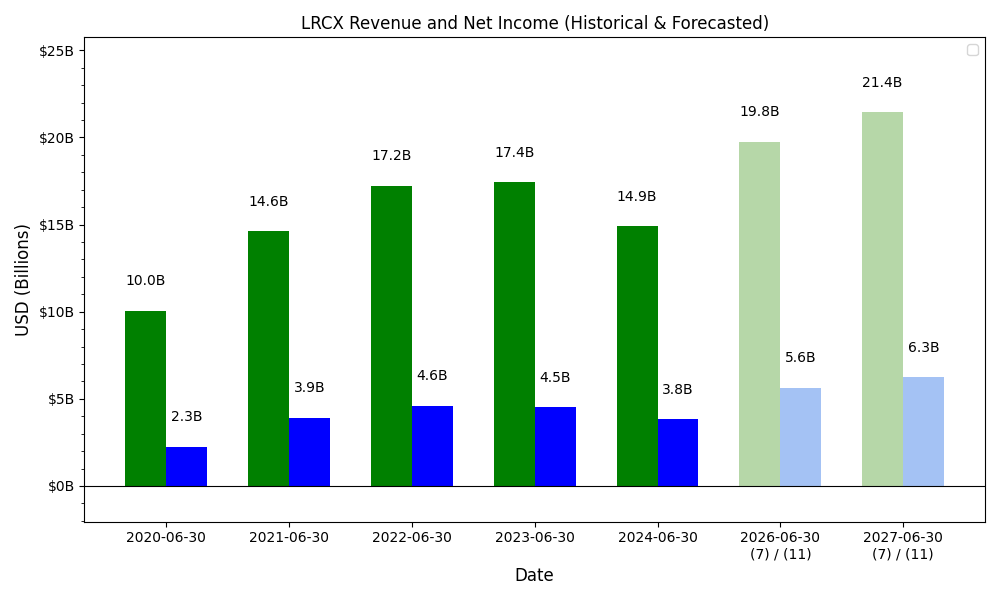 LRCX Revenue and Net Income (Historical & Forecasted)
USD (Billions)
$25B
$20B
$15B
$10B
$5B
$0B
10.0B
2.3B
14.6B
3.9B
17.2B
4.6B
17.4B
4.5B
14.9B
3.8B
19.8B
5.6B
21.4B
6.3B
2020-06-30
2021-06-30
2022-06-30
2023-06-30
2024-06-30
2026-06-30
(7) / (11)
2027-06-30
(7) / (11)
Date